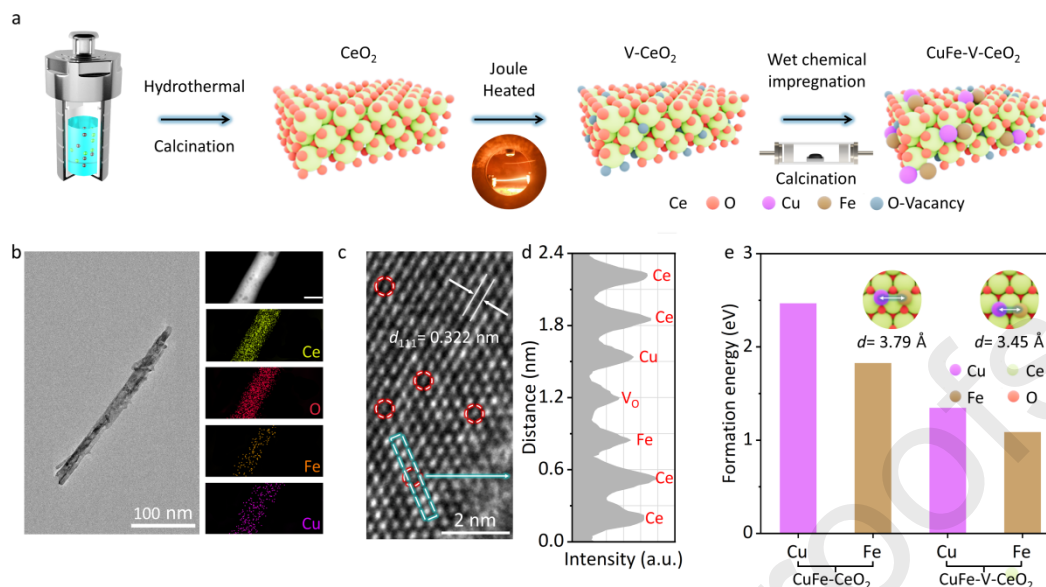 a
Hydrothermal
Calcination
CeO₂
Joule
Heated
V-CeO₂
Wet chemical
impregnation
Calcination
CuFe-V-CeO₂
Ce O Cu Fe O-Vacancy
b
100 nm
Ce
O
Fe
Cu
c
d₁₁₁= 0.322 nm
2 nm
d
Distance (nm)
2.4
1.8
1.2
0.6
0.0
Ce
Ce
Cu
V_O
Fe
Ce
Ce
Intensity (a.u.)
e
Formation energy (eV)
3
2
1
0
d= 3.79 Å
d= 3.45 Å
Cu Ce
Fe O
Cu Fe Cu Fe
CuFe-CeO₂ CuFe-V-CeO₂